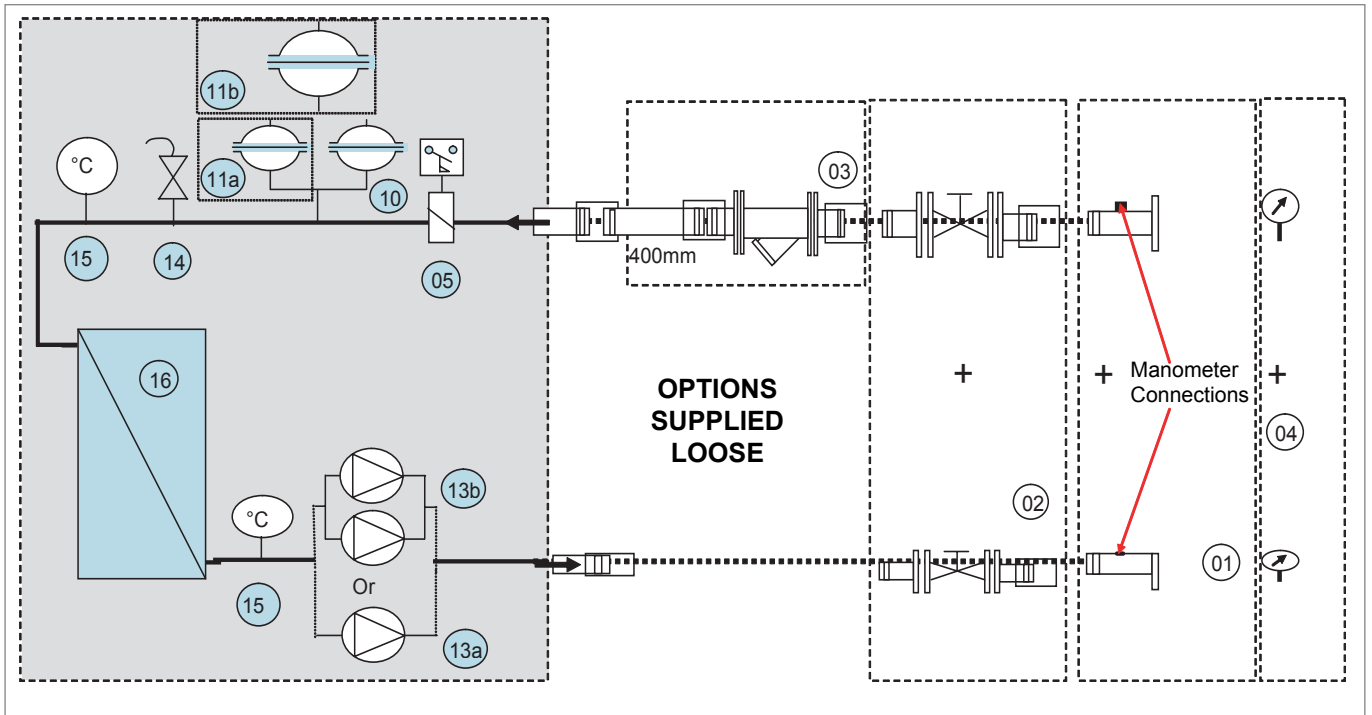 11b
11a
10
03
°C
15
14
05
400mm
16
OPTIONS
SUPPLIED
LOOSE
+
+
Manometer
Connections
+
04
°C
15
13b
Or
13a
02
01